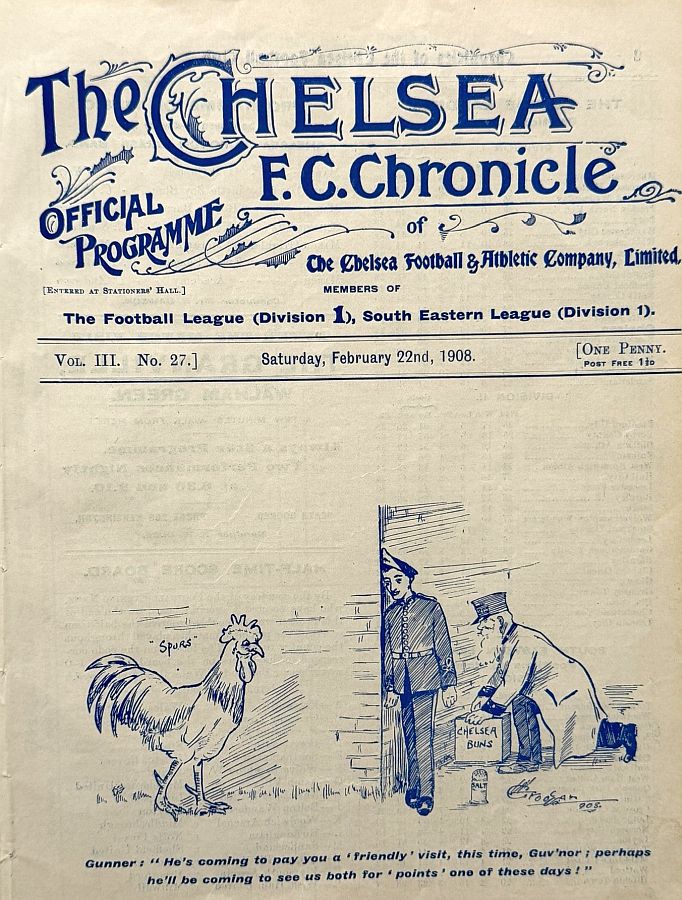 The CHELSEA
F.C. Chronicle
OFFICIAL
PROGRAMME
of
The Chelsea Football & Athletic Company, Limited,
[ENTERED AT STATIONERS' HALL.]
MEMBERS OF
The Football League (Division 1), South Eastern League (Division 1).
VOL. III. No. 27.]
Saturday, February 22nd, 1908.
[ONE PENNY.
POST FREE 1½D
"SPURS"
CHELSEA
BUNS
SALT
908.
Gunner: "He's coming to pay you a 'friendly' visit, this time, Guv'nor; perhaps
he'll be coming to see us both for 'points' one of these days!"